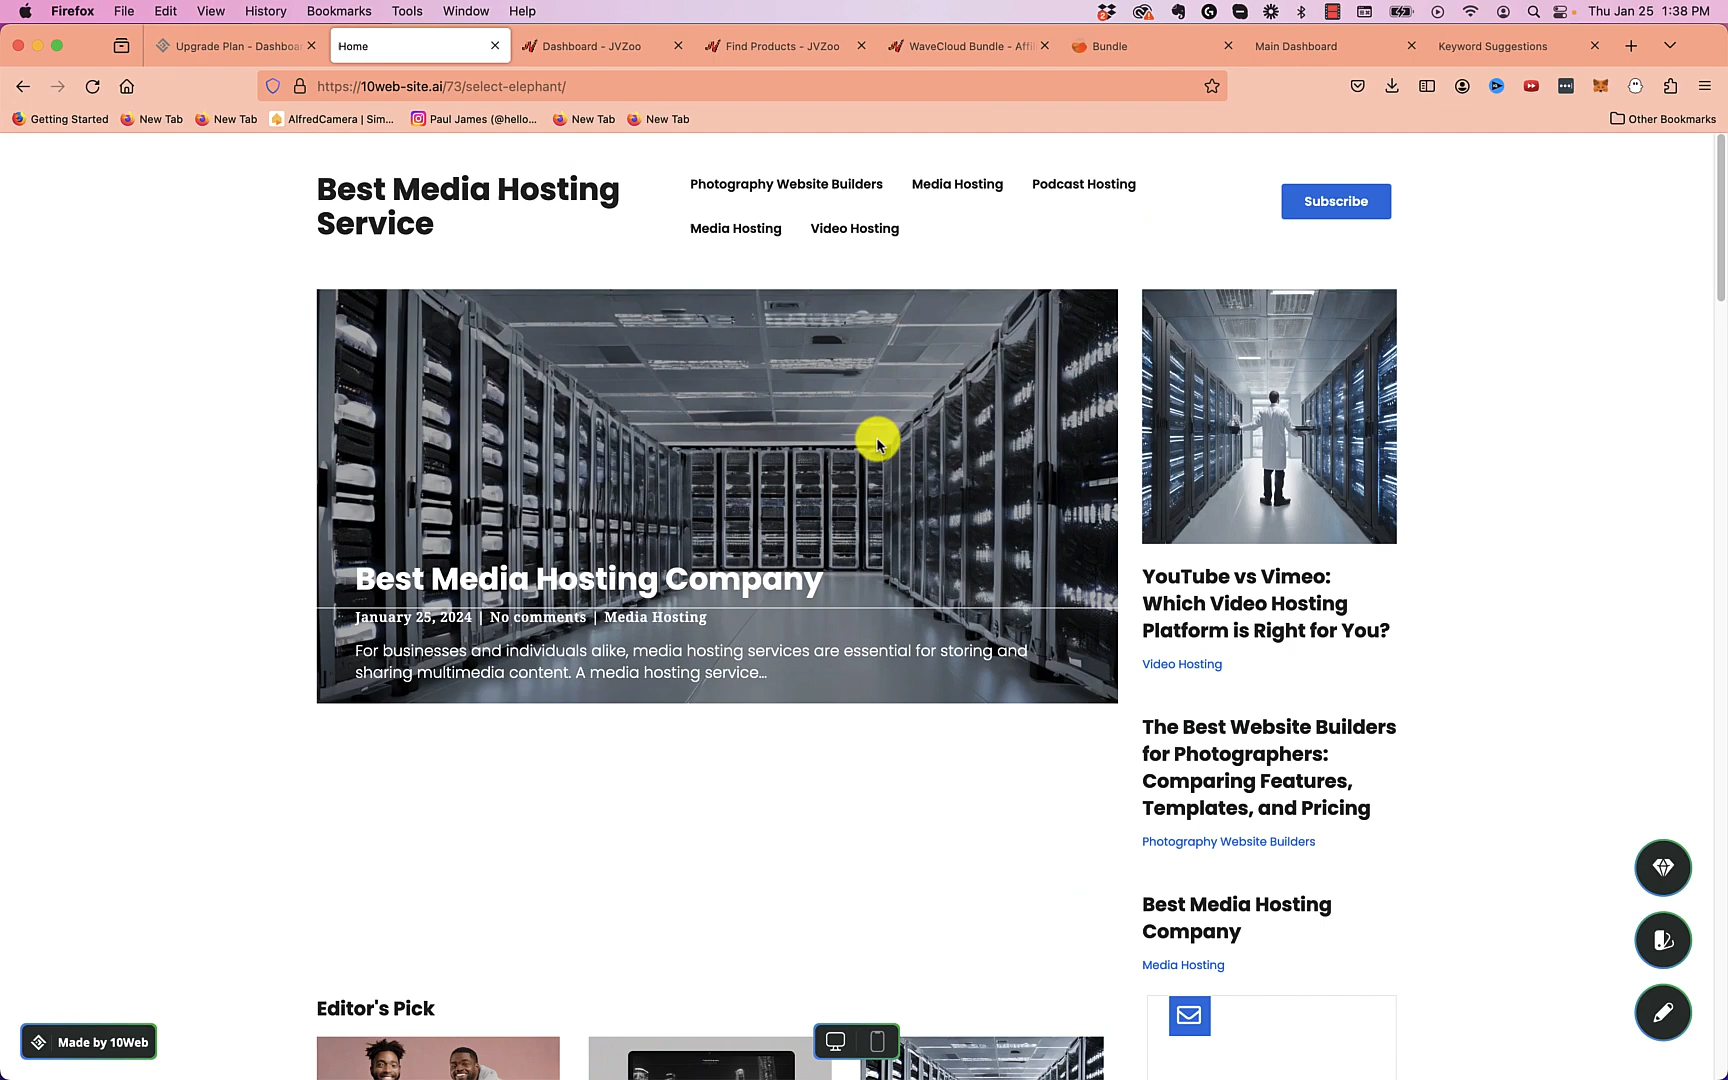 Firefox File Edit View History Bookmarks Tools Window Help Thu Jan 25 1:38 PM
Upgrade Plan - Dashboa Home Dashboard - JVZoo Find Products - JVZoo WaveCloud Bundle - Affi Bundle Main Dashboard Keyword Suggestions
https://10web-site.ai/73/select-elephant/
Getting Started New Tab New Tab AlfredCamera | Sim... Paul James (@hello... New Tab New Tab Other Bookmarks
Best Media Hosting
Service
Photography Website Builders Media Hosting Podcast Hosting
Media Hosting Video Hosting
Subscribe
Best Media Hosting Company
January 25, 2024 | No comments | Media Hosting
For businesses and individuals alike, media hosting services are essential for storing and
sharing multimedia content. A media hosting service...
YouTube vs Vimeo:
Which Video Hosting
Platform is Right for You?
Video Hosting
The Best Website Builders
for Photographers:
Comparing Features,
Templates, and Pricing
Photography Website Builders
Best Media Hosting
Company
Media Hosting
Editor's Pick
Made by 10Web